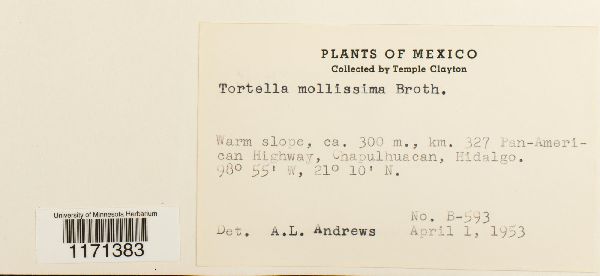 PLANTS OF MEXICO
Collected by Temple Clayton
Tortella mollissima Broth.
Warm slope, ca. 300 m., km. 327 Pan-Ameri-
can Highway, Chapulhuacan, Hidalgo.
98° 55' W, 21° 10' N.
No. B-593
Det. A.L. Andrews April 1, 1953
University of Minnesota Herbarium
1171383